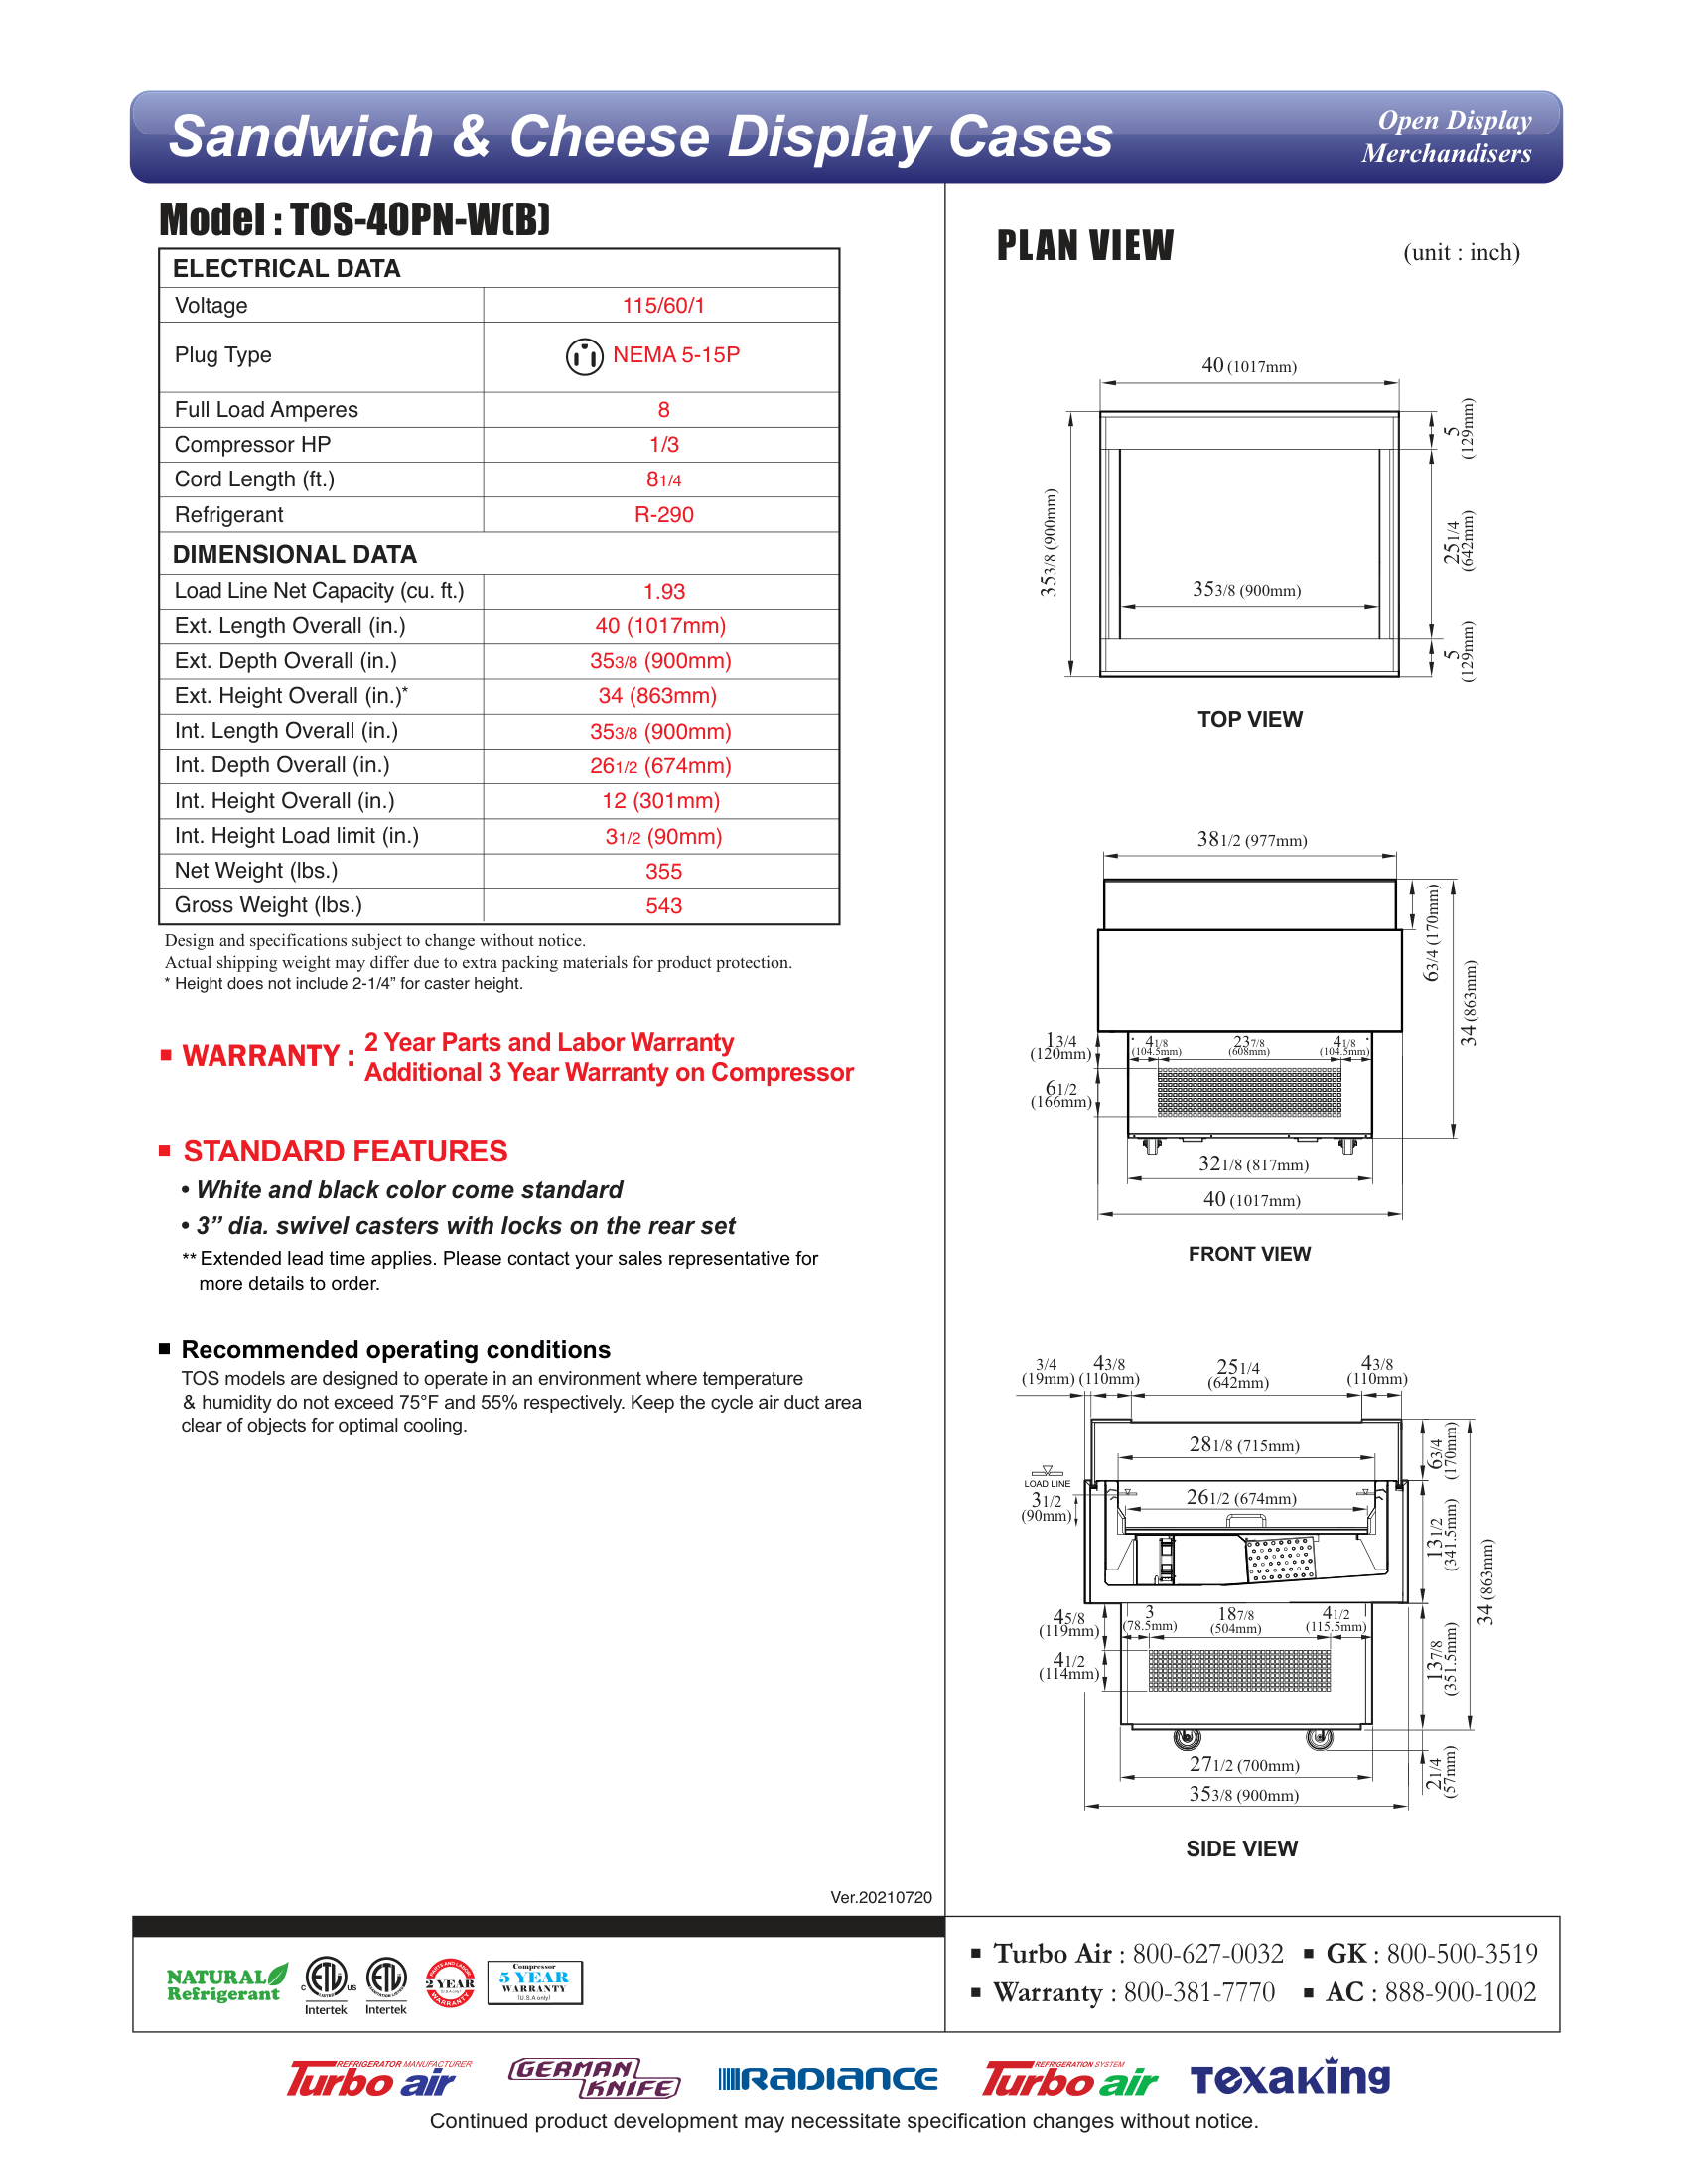 Sandwich & Cheese Display Cases
Open Display
Merchandisers
Model : TOS-40PN-W(B)
ELECTRICAL DATA
Voltage 115/60/1
Plug Type NEMA 5-15P
Full Load Amperes 8
Compressor HP 1/3
Cord Length (ft.) 81/4
Refrigerant R-290
DIMENSIONAL DATA
Load Line Net Capacity (cu. ft.) 1.93
Ext. Length Overall (in.) 40 (1017mm)
Ext. Depth Overall (in.) 353/8 (900mm)
Ext. Height Overall (in.)* 34 (863mm)
Int. Length Overall (in.) 353/8 (900mm)
Int. Depth Overall (in.) 261/2 (674mm)
Int. Height Overall (in.) 12 (301mm)
Int. Height Load limit (in.) 31/2 (90mm)
Net Weight (lbs.) 355
Gross Weight (lbs.) 543
Design and specifications subject to change without notice.
Actual shipping weight may differ due to extra packing materials for product protection.
* Height does not include 2-1/4” for caster height.
■ WARRANTY : 2 Year Parts and Labor Warranty
Additional 3 Year Warranty on Compressor
■ STANDARD FEATURES
• White and black color come standard
• 3” dia. swivel casters with locks on the rear set
** Extended lead time applies. Please contact your sales representative for
more details to order.
■ Recommended operating conditions
TOS models are designed to operate in an environment where temperature
& humidity do not exceed 75°F and 55% respectively. Keep the cycle air duct area
clear of objects for optimal cooling.
Ver.20210720
PLAN VIEW
(unit : inch)
40 (1017mm)
5
(129mm)
353/8 (900mm)
251/4
(642mm)
353/8 (900mm)
5
(129mm)
TOP VIEW
381/2 (977mm)
63/4 (170mm)
34 (863mm)
13/4
(120mm)
41/8
(104.5mm)
237/8
(608mm)
41/8
(104.5mm)
61/2
(166mm)
321/8 (817mm)
40 (1017mm)
FRONT VIEW
3/4
(19mm)
43/8
(110mm)
251/4
(642mm)
43/8
(110mm)
281/8 (715mm)
63/4
(170mm)
LOAD LINE
31/2
(90mm)
261/2 (674mm)
131/2
(341.5mm)
34 (863mm)
45/8
(119mm)
3
(78.5mm)
187/8
(504mm)
41/2
(115.5mm)
41/2
(114mm)
137/8
(351.5mm)
271/2 (700mm)
21/4
(57mm)
353/8 (900mm)
SIDE VIEW
NATURAL
Refrigerant
C ETL US
LISTED
Intertek
ETL
Intertek
PARTS AND LABOR
2 YEAR
WARRANTY
Compressor
5 YEAR
WARRANTY
(U.S.A only)
■ Turbo Air : 800-627-0032 ■ GK : 800-500-3519
■ Warranty : 800-381-7770 ■ AC : 888-900-1002
REFRIGERATOR MANUFACTURER
Turbo air
GERMAN
KNIFE
RADIANCE
REFRIGERATION SYSTEM
Turbo air
Texaking
Continued product development may necessitate specification changes without notice.